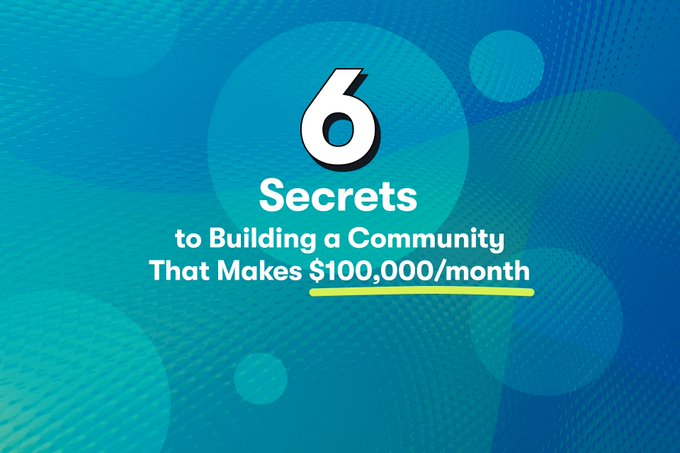 6
Secrets
to Building a Community
That Makes $100,000/month